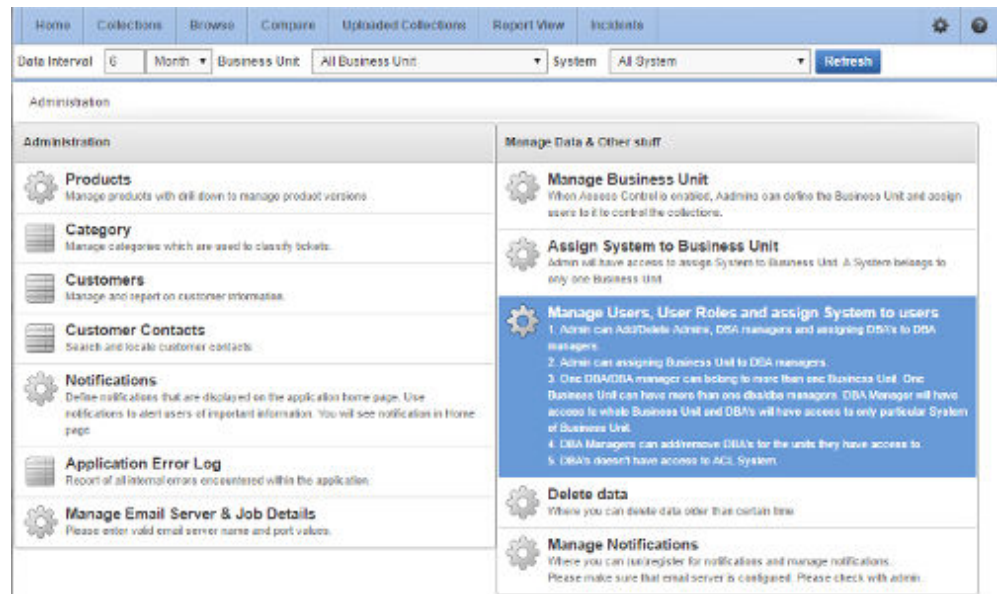 Home Collections Browse Compare Uploaded Collections Report View Incidents
Data Interval 6 Month Business Unit All Business Unit System All System Refresh
Administration
Administration
Products
Manage products with drill down to manage product versions
Category
Manage categories which are used to classify tickets.
Customers
Manage and report on customer information.
Customer Contacts
Search and locate customer contacts
Notifications
Define notifications that are displayed on the application home page. Use
notifications to alert users of important information. You will see notification in Home
page
Application Error Log
Report of all internal errors encountered within the application
Manage Email Server & Job Details
Please enter valid email server name and port values.
Manage Data & Other stuff
Manage Business Unit
When Access Control is enabled, Aadmins can define the Business Unit and assign
users to it to control the collections.
Assign System to Business Unit
Admin will have access to assign System to Business Unit. A System belongs to
only one Business Unit
Manage Users, User Roles and assign System to users
1. Admin can Add/Delete Admins, DBA managers and assigning DBA's to DBA
managers.
2. Admin can assigning Business Unit to DBA managers.
3. One DBA/DBA manager can belong to more than one Business Unit. One
Business Unit can have more than one dba/dba managers. DBA Manager will have
access to whole Business Unit and DBA's will have access to only particular System
of Business Unit.
4. DBA Managers can add/remove DBA's for the units they have access to.
5. DBA's doesn't have access to ACL System.
Delete data
Where you can delete data older than certain time
Manage Notifications
Where you can (un)register for notifications and manage notifications.
Please make sure that email server is configured. Please check with admin.